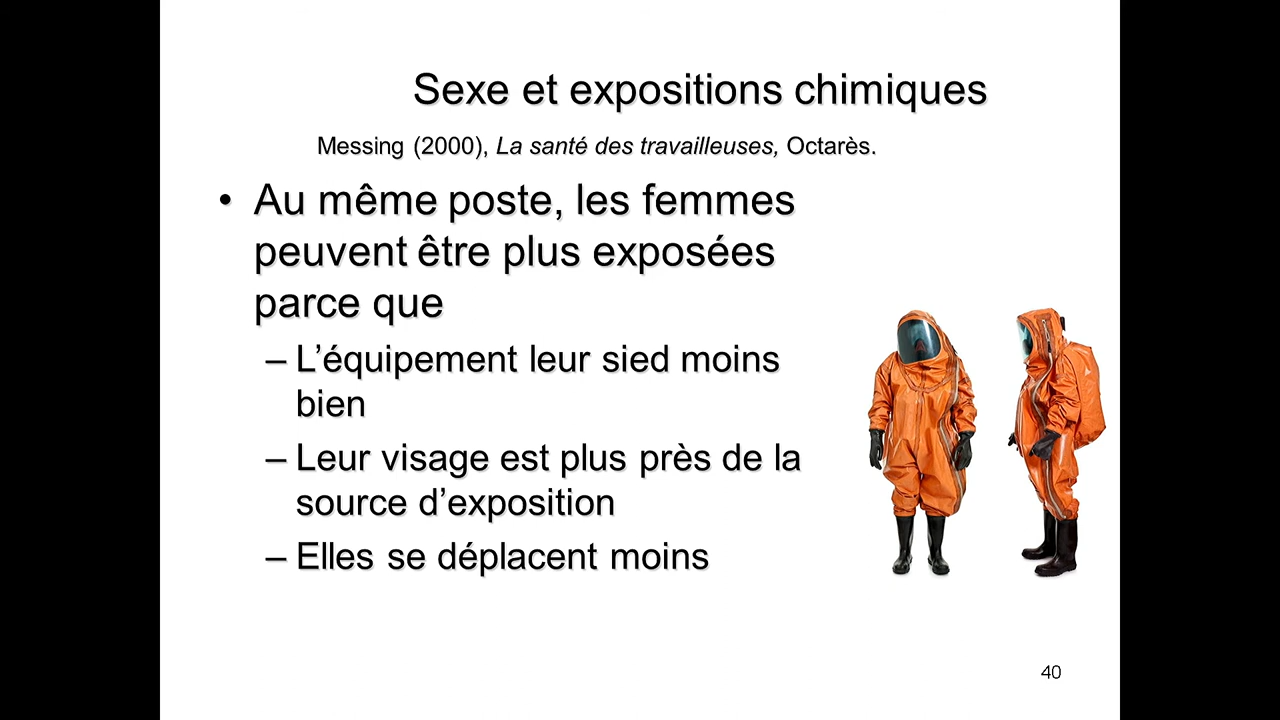 Sexe et expositions chimiques
Messing (2000), La santé des travailleuses, Octarès.
• Au même poste, les femmes
peuvent être plus exposées
parce que
– L’équipement leur sied moins
bien
– Leur visage est plus près de la
source d’exposition
– Elles se déplacent moins
40